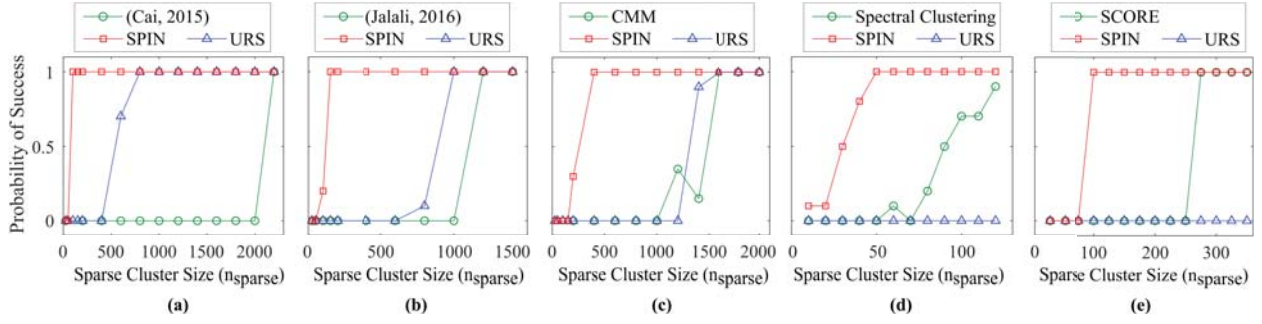 (Cai, 2015)
SPIN URS
(Jalali, 2016)
SPIN URS
CMM
SPIN URS
Spectral Clustering
SPIN URS
SCORE
SPIN URS
Probability of Success
1
0.5
0
0 500 1000 1500 2000
0 500 1000 1500
0 500 1000 1500 2000
0 50 100
100 200 300
Sparse Cluster Size (nsparse)
Sparse Cluster Size (nsparse)
Sparse Cluster Size (nsparse)
Sparse Cluster Size (nsparse)
Sparse Cluster Size (nsparse)
(a)
(b)
(c)
(d)
(e)